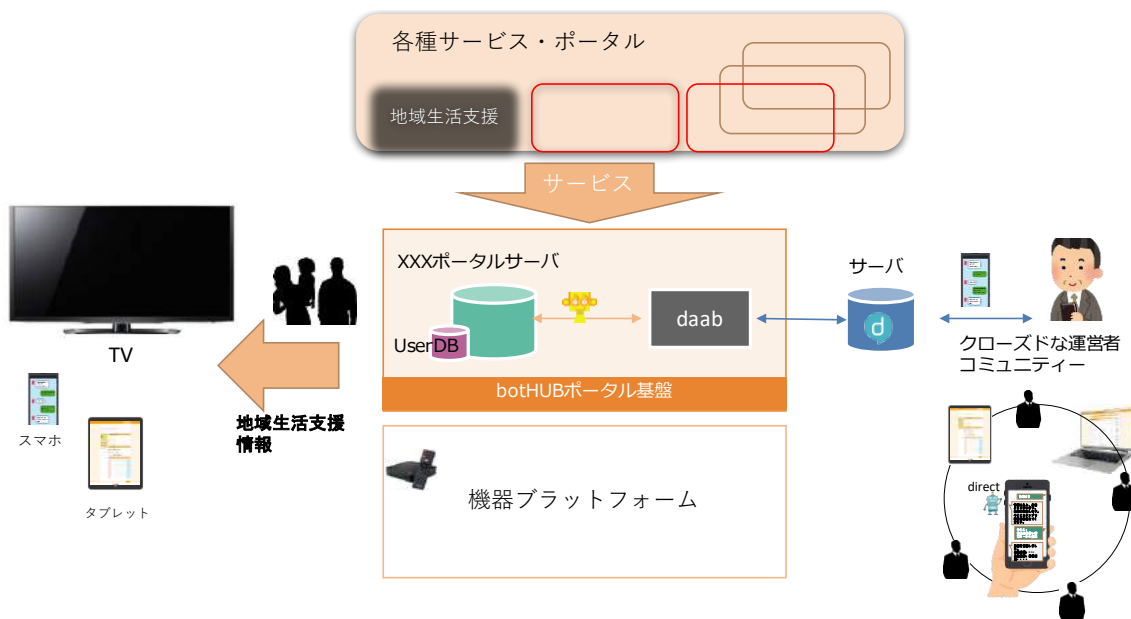 各種サービス・ポータル
地域生活支援
サービス
XXXポータルサーバ
UserDB
daab
botHUBポータル基盤
サーバ
d
クローズドな運営者
コミュニティー
TV
スマホ
タブレット
地域生活支援
情報
機器プラットフォーム
direct